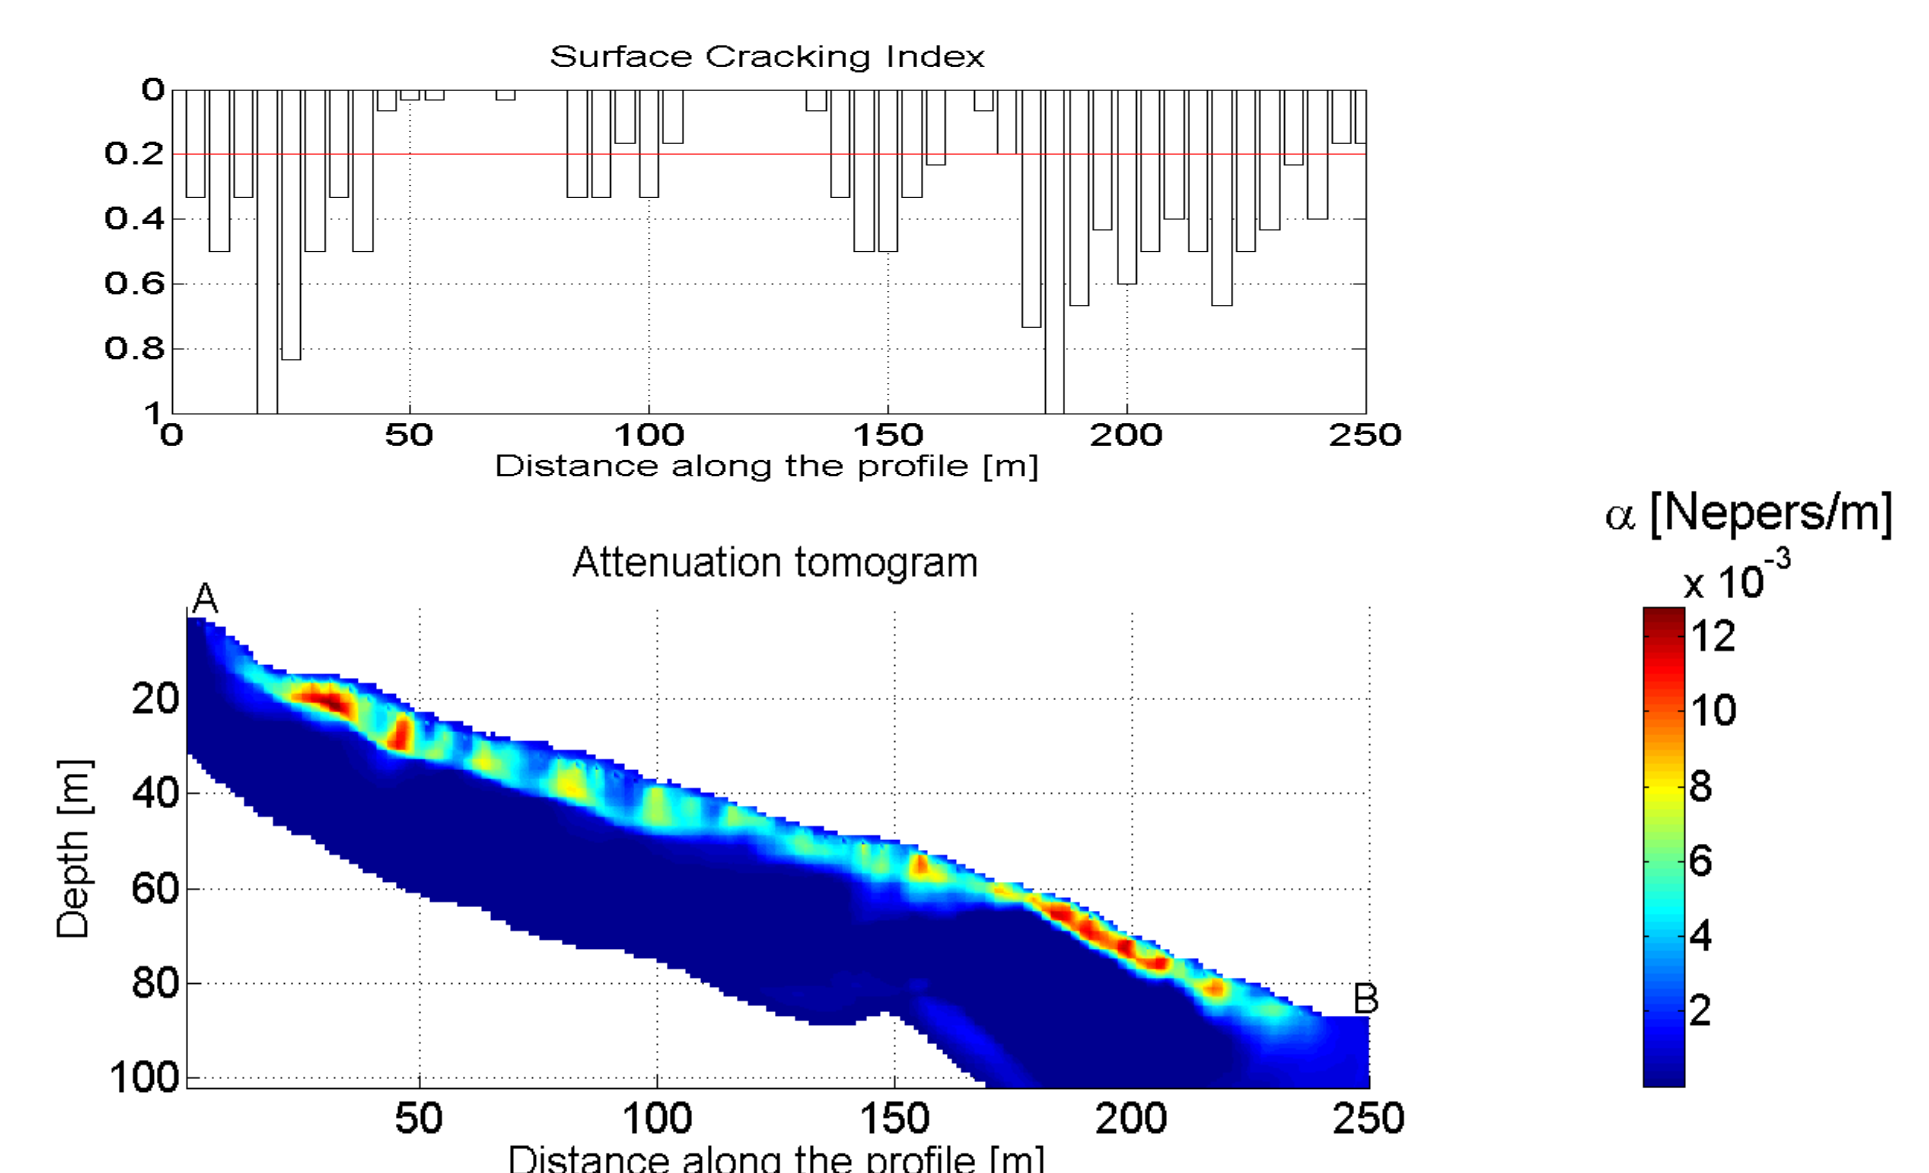 Surface Cracking Index
0
0.2
0.4
0.6
0.8
1
0 50 100 150 200 250
Distance along the profile [m]
α [Nepers/m]
x 10-3
Attenuation tomogram
A
B
20
40
60
80
100
Depth [m]
50 100 150 200 250
Distance along the profile [m]
12
10
8
6
4
2